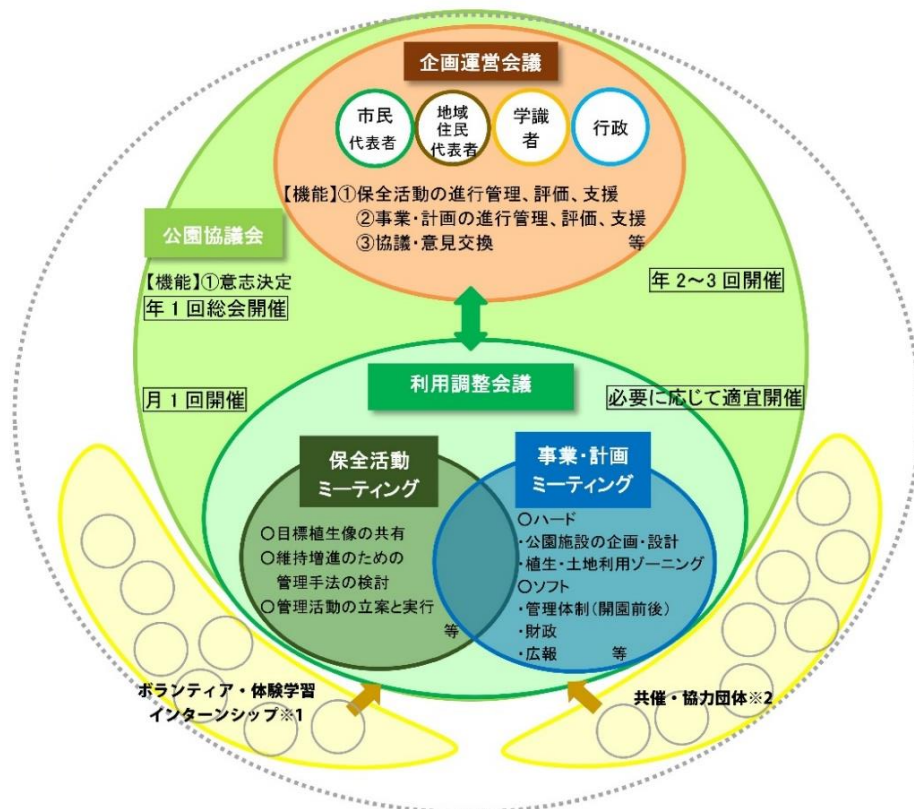 企画運営会議
市民
代表者
地域
住民
代表者
学識
者
行政
【機能】①保全活動の進行管理、評価、支援
②事業・計画の進行管理、評価、支援
③協議・意見交換 等
公園協議会
【機能】①意志決定
年1回総会開催
年2~3回開催
利用調整会議
月1回開催
必要に応じて適宜開催
保全活動
ミーティング
○目標植生像の共有
○維持増進のための
管理手法の検討
○管理活動の立案と実行
等
事業・計画
ミーティング
○ハード
・公園施設の企画・設計
・植生・土地利用ゾーニング
○ソフト
・管理体制(開園前後)
・財政
・広報 等
ボランティア・体験学習
インターンシップ※1
共催・協力団体※2